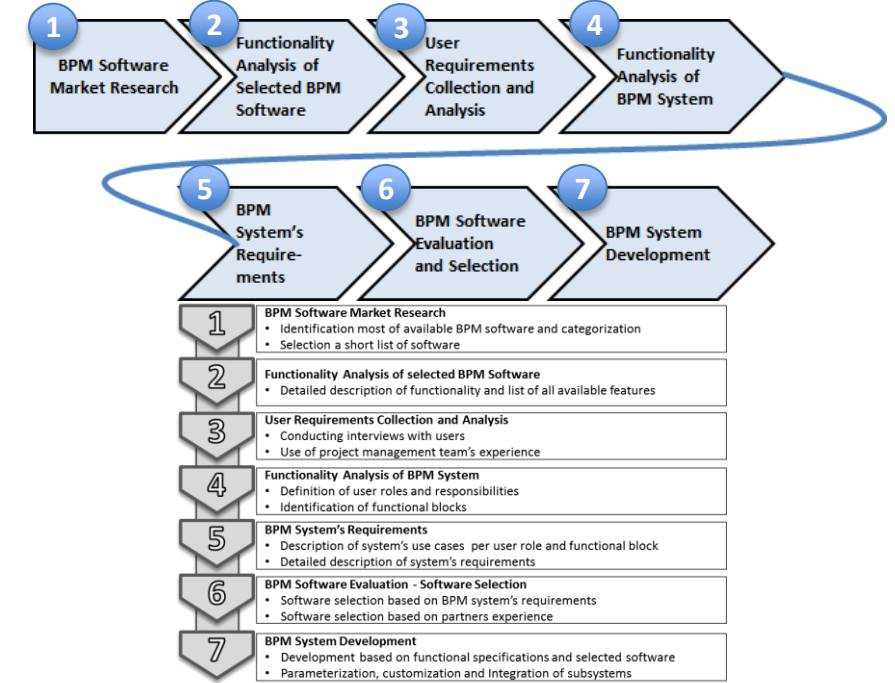 1
BPM Software
Market Research
2
Functionality
Analysis of
Selected BPM
Software
3
User
Requirements
Collection and
Analysis
4
Functionality
Analysis of
BPM System
5
BPM
System's
Require-
ments
6
BPM Software
Evaluation
and Selection
7
BPM System
Development
1
BPM Software Market Research
• Identification most of available BPM software and categorization
• Selection a short list of software
2
Functionality Analysis of selected BPM Software
• Detailed description of functionality and list of all available features
3
User Requirements Collection and Analysis
• Conducting interviews with users
• Use of project management team's experience
4
Functionality Analysis of BPM System
• Definition of user roles and responsibilities
• Identification of functional blocks
5
BPM System's Requirements
• Description of system's use cases per user role and functional block
• Detailed description of system's requirements
6
BPM Software Evaluation - Software Selection
• Software selection based on BPM system's requirements
• Software selection based on partners experience
7
BPM System Development
• Development based on functional specifications and selected software
• Parameterization, customization and Integration of subsystems